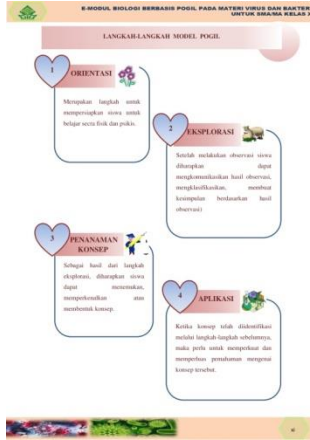 E-MODUL BIOLOGI BERBASIS POGIL PADA MATERI VIRUS DAN BAKTER
UNTUK SMA/MA KELAS X
LANGKAH-LANGKAH MODEL POGIL
1
ORIENTASI
Merupakan langkah untuk
mempersiapkan siswa untuk
belajar secra fisik dan psikis.
2
EKSPLORASI
Setelah melakukan observasi siswa
diharapkan dapat
mengkomunikasikan hasil observasi,
mengklasifikasikan, membuat
kesimpulan berdasarkan hasil
observasi)
3
PENANAMAN
KONSEP
Sebagai hasil dari langkah
eksplorasi, diharapkan siswa
dapat menemukan,
memperkenalkan atau
membentuk konsep.
4
APLIKASI
Ketika konsep telah diidentifikasi
melalui langkah-langkah sebelumnya,
maka perlu untuk memperkuat dan
memperluas pemahaman mengenai
konsep tersebut.